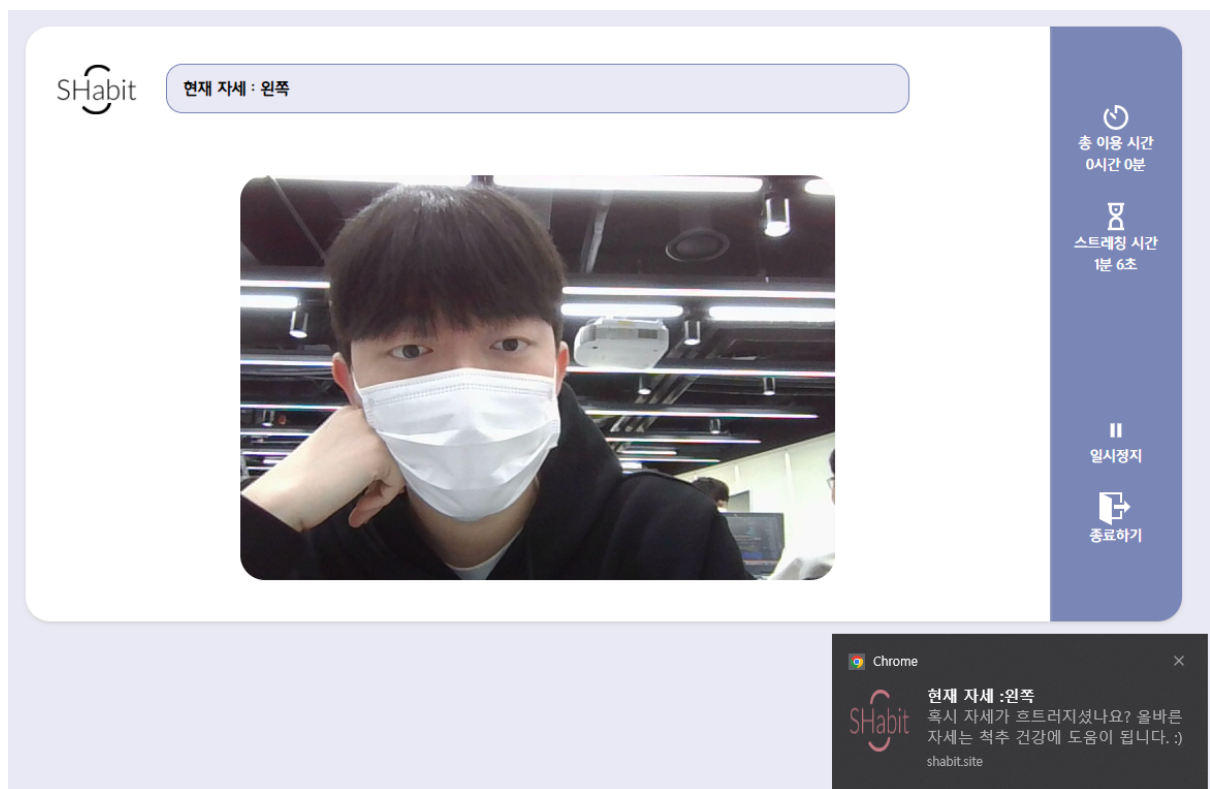 SHabit
현재 자세 : 왼쪽
총 이용 시간
0시간 0분
스트레칭 시간
1분 6초
일시정지
종료하기
Chrome
SHabit
현재 자세 :왼쪽
혹시 자세가 흐트러지셨나요? 올바른
자세는 척추 건강에 도움이 됩니다. :)
shabit.site